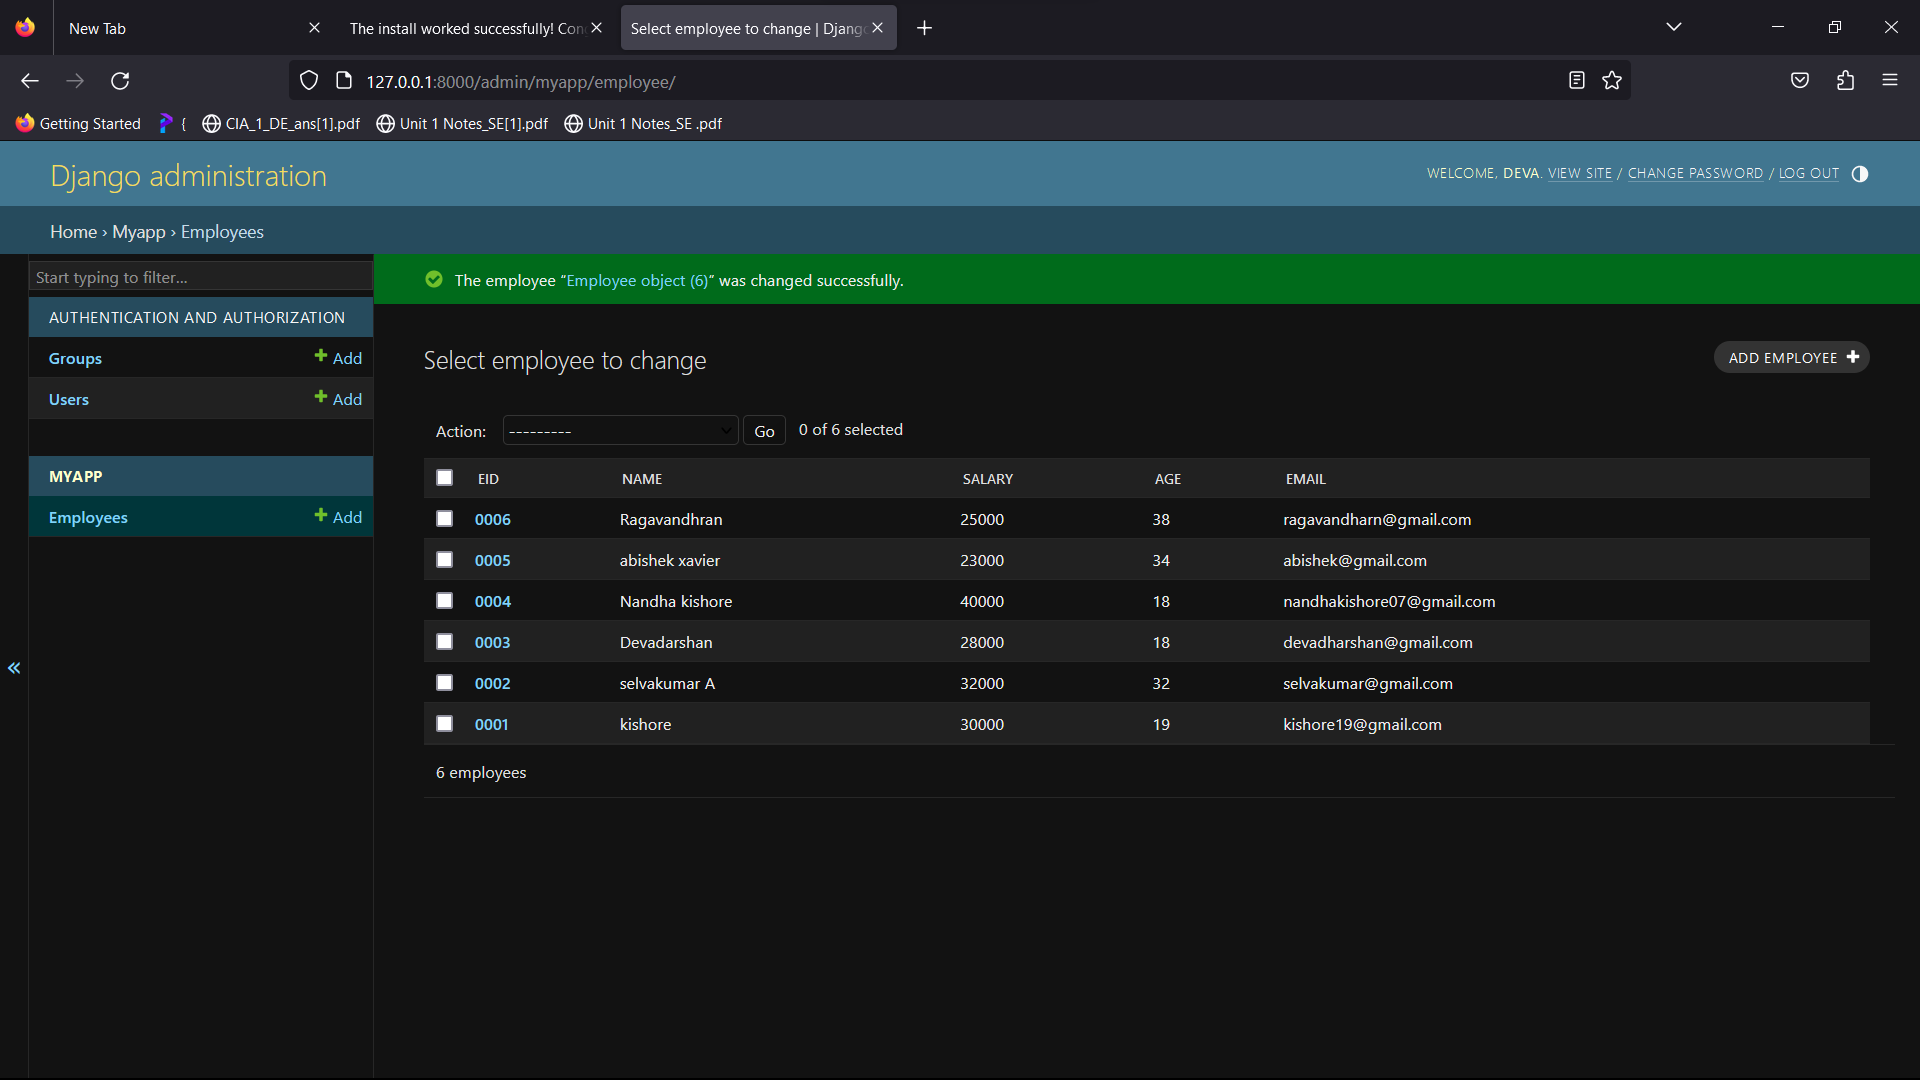 New Tab
The install worked successfully! Con
Select employee to change | Django
127.0.0.1:8000/admin/myapp/employee/
Getting Started
{
CIA_1_DE_ans[1].pdf
Unit 1 Notes_SE[1].pdf
Unit 1 Notes_SE .pdf
Django administration
WELCOME, DEVA. VIEW SITE / CHANGE PASSWORD / LOG OUT
Home › Myapp › Employees
Start typing to filter...
AUTHENTICATION AND AUTHORIZATION
Groups + Add
Users + Add
MYAPP
Employees + Add
«
The employee “Employee object (6)” was changed successfully.
Select employee to change
ADD EMPLOYEE +
Action: --------- Go 0 of 6 selected
EID NAME SALARY AGE EMAIL
0006 Ragavandhran 25000 38 ragavandharn@gmail.com
0005 abishek xavier 23000 34 abishek@gmail.com
0004 Nandha kishore 40000 18 nandhakishore07@gmail.com
0003 Devadarshan 28000 18 devadharshan@gmail.com
0002 selvakumar A 32000 32 selvakumar@gmail.com
0001 kishore 30000 19 kishore19@gmail.com
6 employees